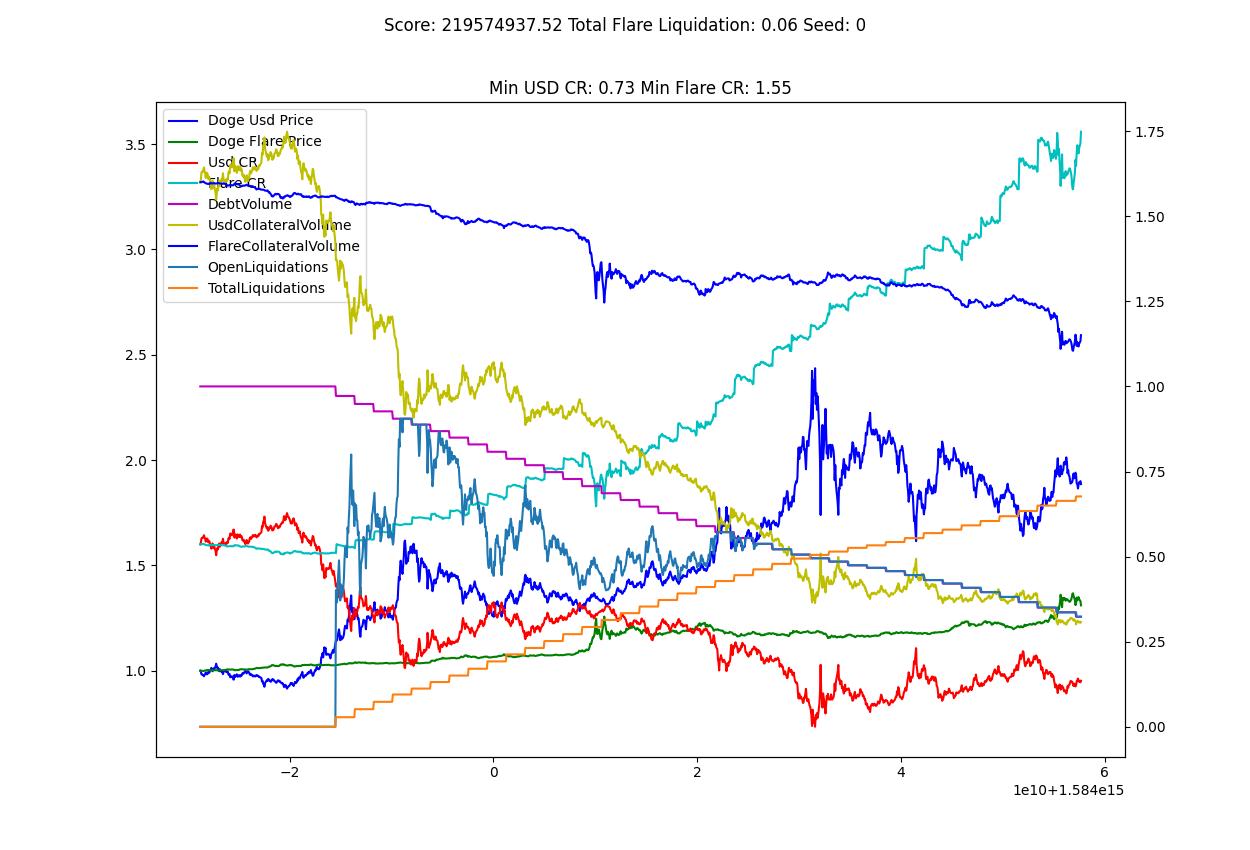 Score: 219574937.52 Total Flare Liquidation: 0.06 Seed: 0
Min USD CR: 0.73 Min Flare CR: 1.55
Doge Usd Price
Doge Flare Price
Usd CR
Flare CR
DebtVolume
UsdCollateralVolume
FlareCollateralVolume
OpenLiquidations
TotalLiquidations
3.5
3.0
2.5
2.0
1.5
1.0
1.75
1.50
1.25
1.00
0.75
0.50
0.25
0.00
−2
0
2
4
6
1e10+1.584e15